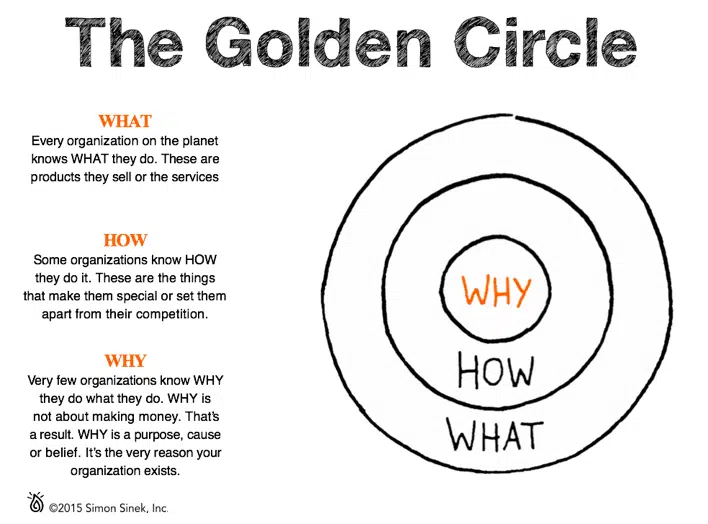 The Golden Circle
WHAT
Every organization on the planet
knows WHAT they do. These are
products they sell or the services
HOW
Some organizations know HOW
they do it. These are the things
that make them special or set them
apart from their competition.
WHY
Very few organizations know WHY
they do what they do. WHY is
not about making money. That's
a result. WHY is a purpose, cause
or belief. It's the very reason your
organization exists.
WHY
HOW
WHAT
©2015 Simon Sinek, Inc.